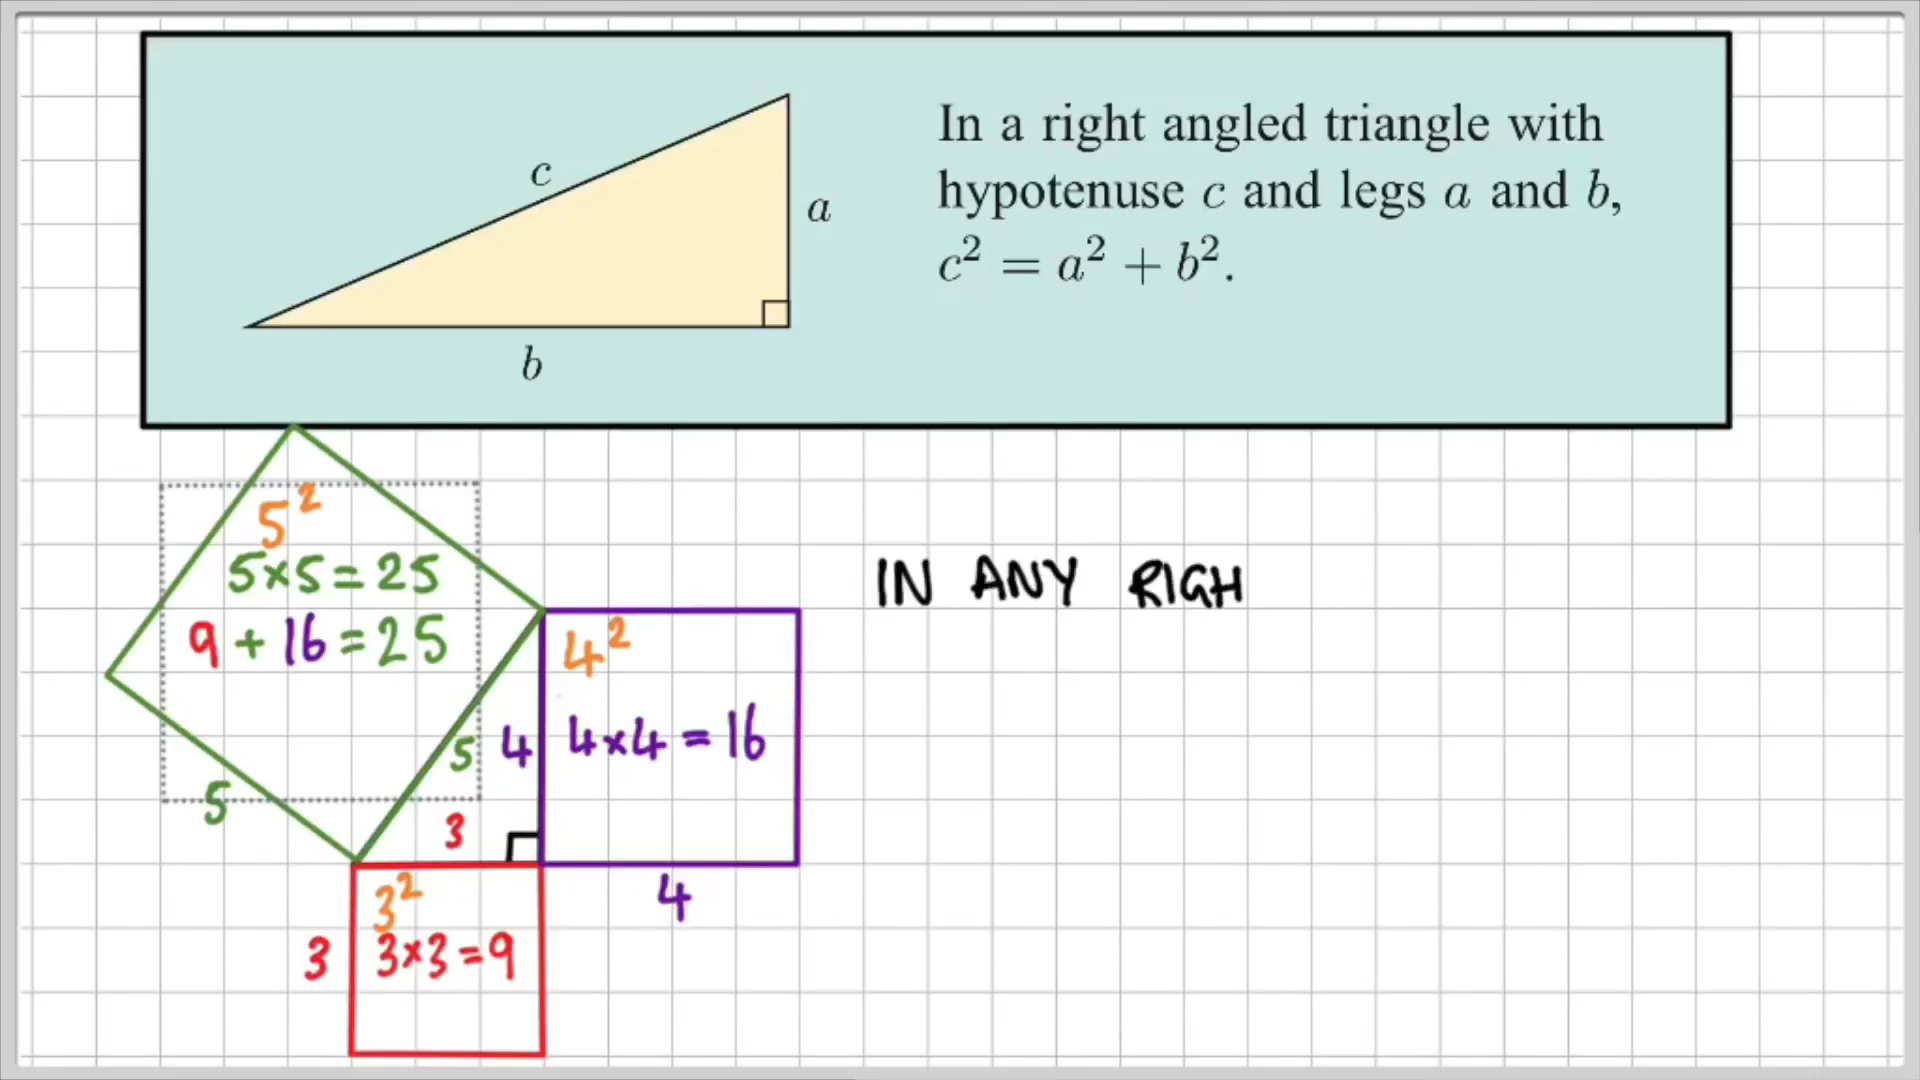 c
a
b
In a right angled triangle with
hypotenuse c and legs a and b,
c² = a² + b².
5²
5×5=25
9 + 16 = 25
5
5
4
3
4²
4×4 = 16
4
3²
3
3×3=9
IN ANY RIGH